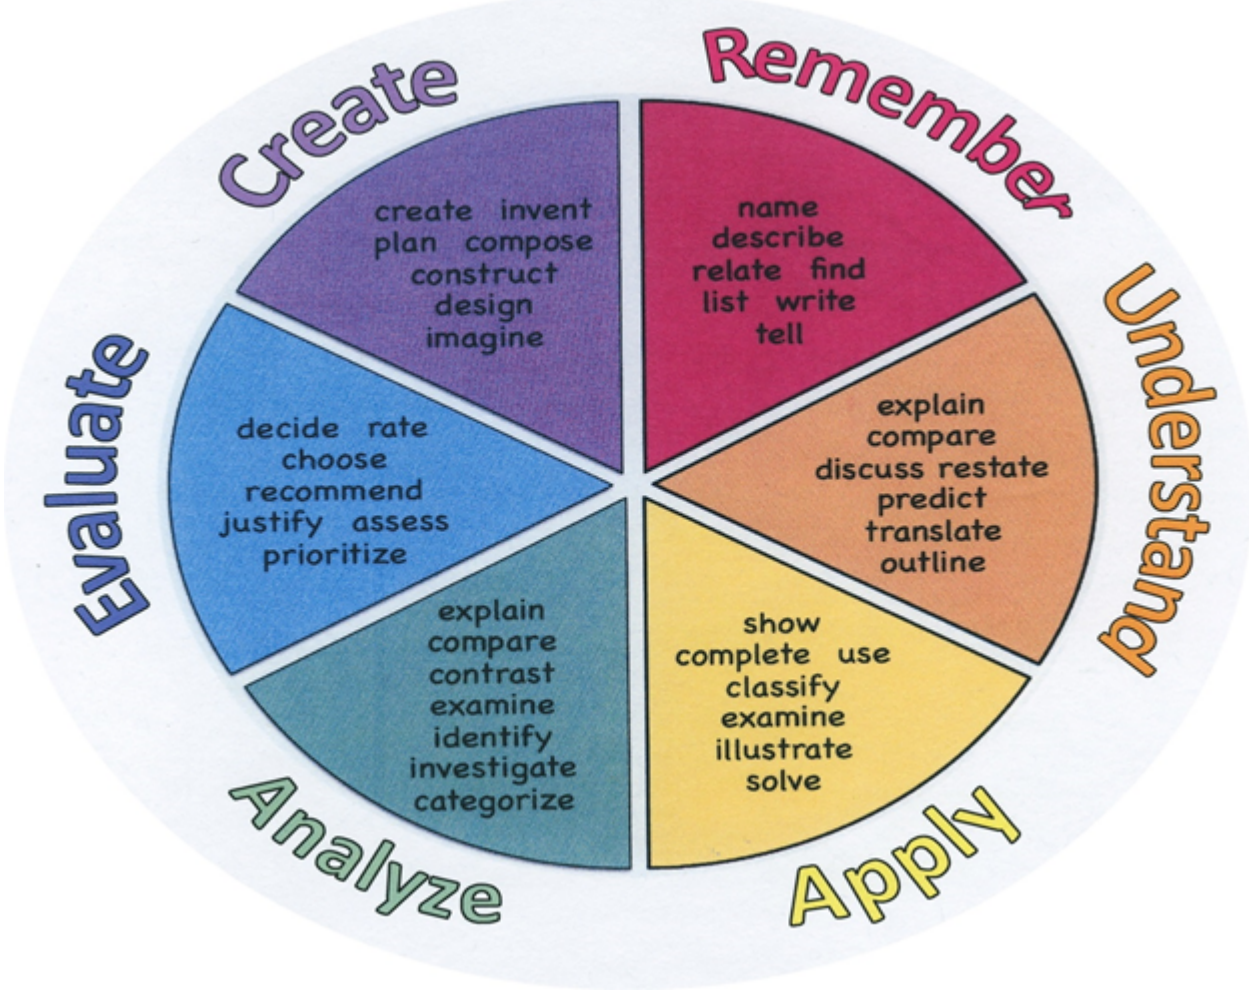 Remember
name
describe
relate find
list write
tell
Understand
explain
compare
discuss restate
predict
translate
outline
Apply
show
complete use
classify
examine
illustrate
solve
Analyze
explain
compare
contrast
examine
identify
investigate
categorize
Evaluate
decide rate
choose
recommend
justify assess
prioritize
Create
create invent
plan compose
construct
design
imagine